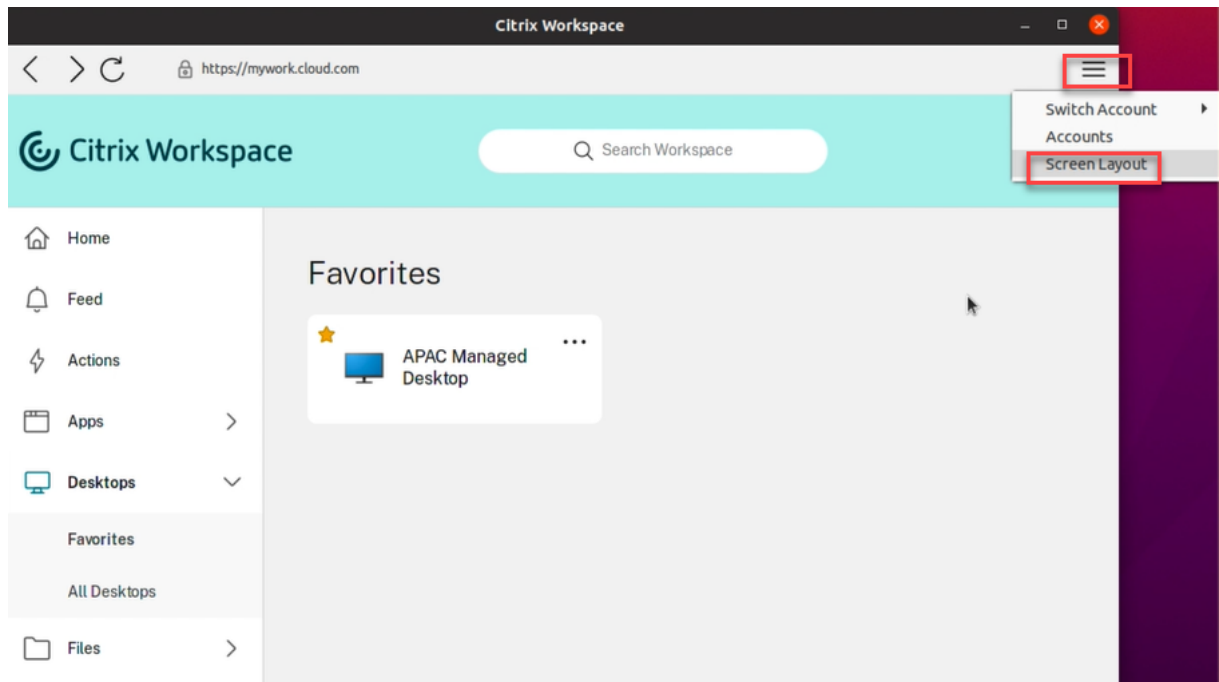 Citrix Workspace
https://mywork.cloud.com
Switch Account
Accounts
Screen Layout
Citrix Workspace
Search Workspace
Home
Feed
Actions
Apps
Desktops
Favorites
All Desktops
Files
Favorites
APAC Managed
Desktop